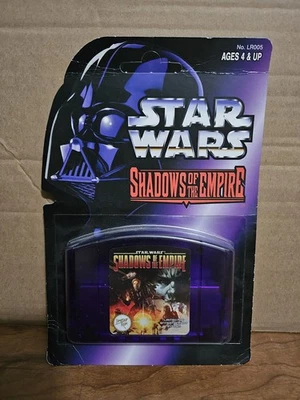 No. LR005
AGES 4 & UP
STAR
WARS
SHADOWS OF
THE EMPIRE
STAR WARS
SHADOWS OF THE EMPIRE